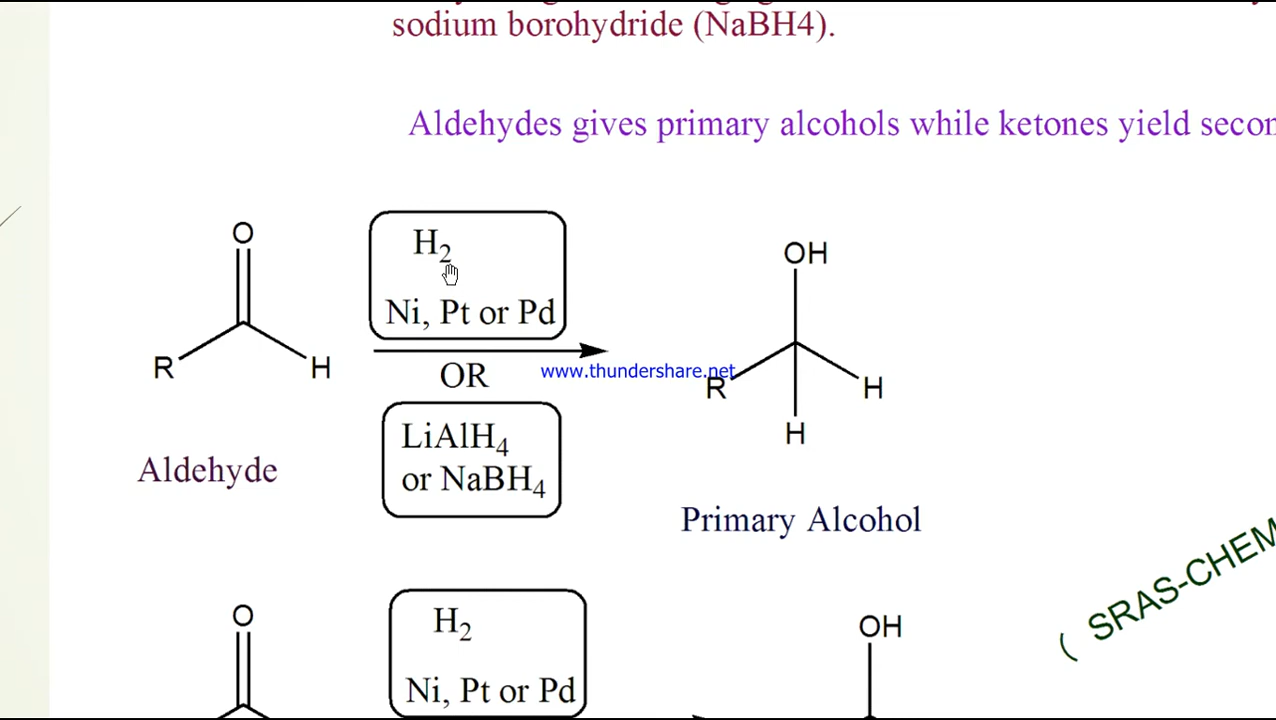 sodium borohydride (NaBH4).
Aldehydes gives primary alcohols while ketones yield
O
R
H
Aldehyde
H₂
Ni, Pt or Pd
OR
LiAlH₄
or NaBH₄
www.thundershare.net
OH
R
H
H
Primary Alcohol
( SRAS-CHEM
O
H₂
Ni, Pt or Pd
OH